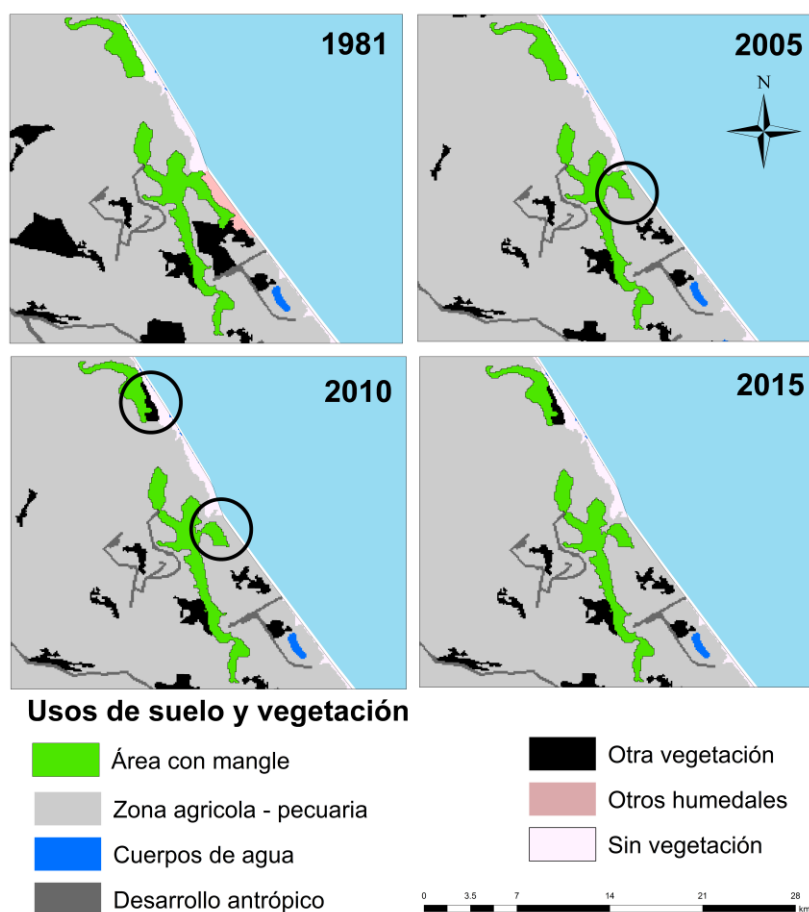 1981
2005
N
2010
2015
Usos de suelo y vegetación
Área con mangle
Zona agricola - pecuaria
Cuerpos de agua
Desarrollo antrópico
Otra vegetación
Otros humedales
Sin vegetación
0 3.5 7 14 21 28
km